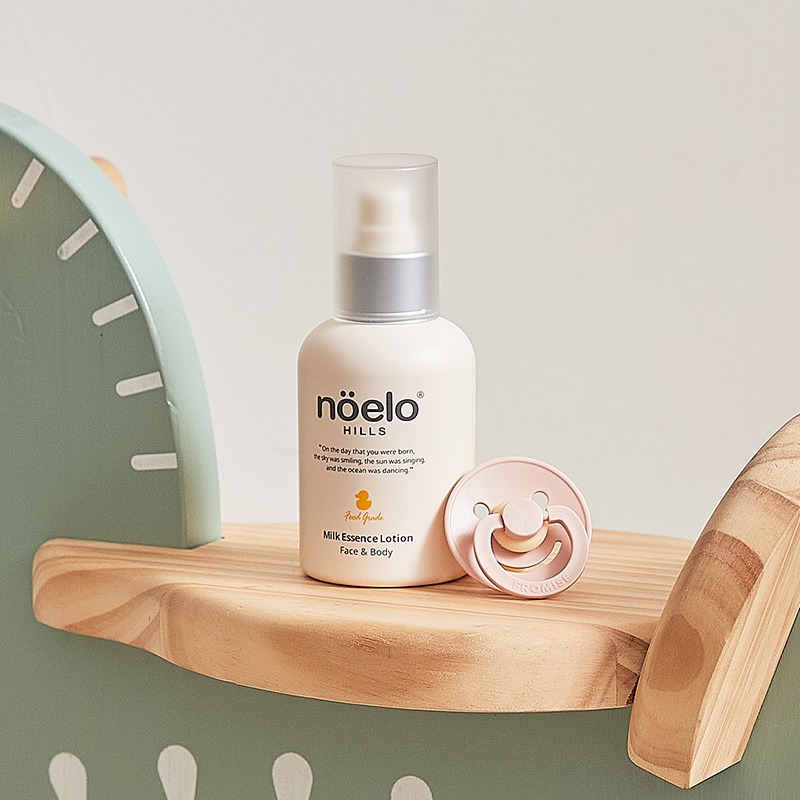 nöelo®
HILLS
"On the day that you were born,
the sky was smiling, the sun was singing,
and the ocean was dancing."
Food Grade
Milk Essence Lotion
Face & Body
PROMISE